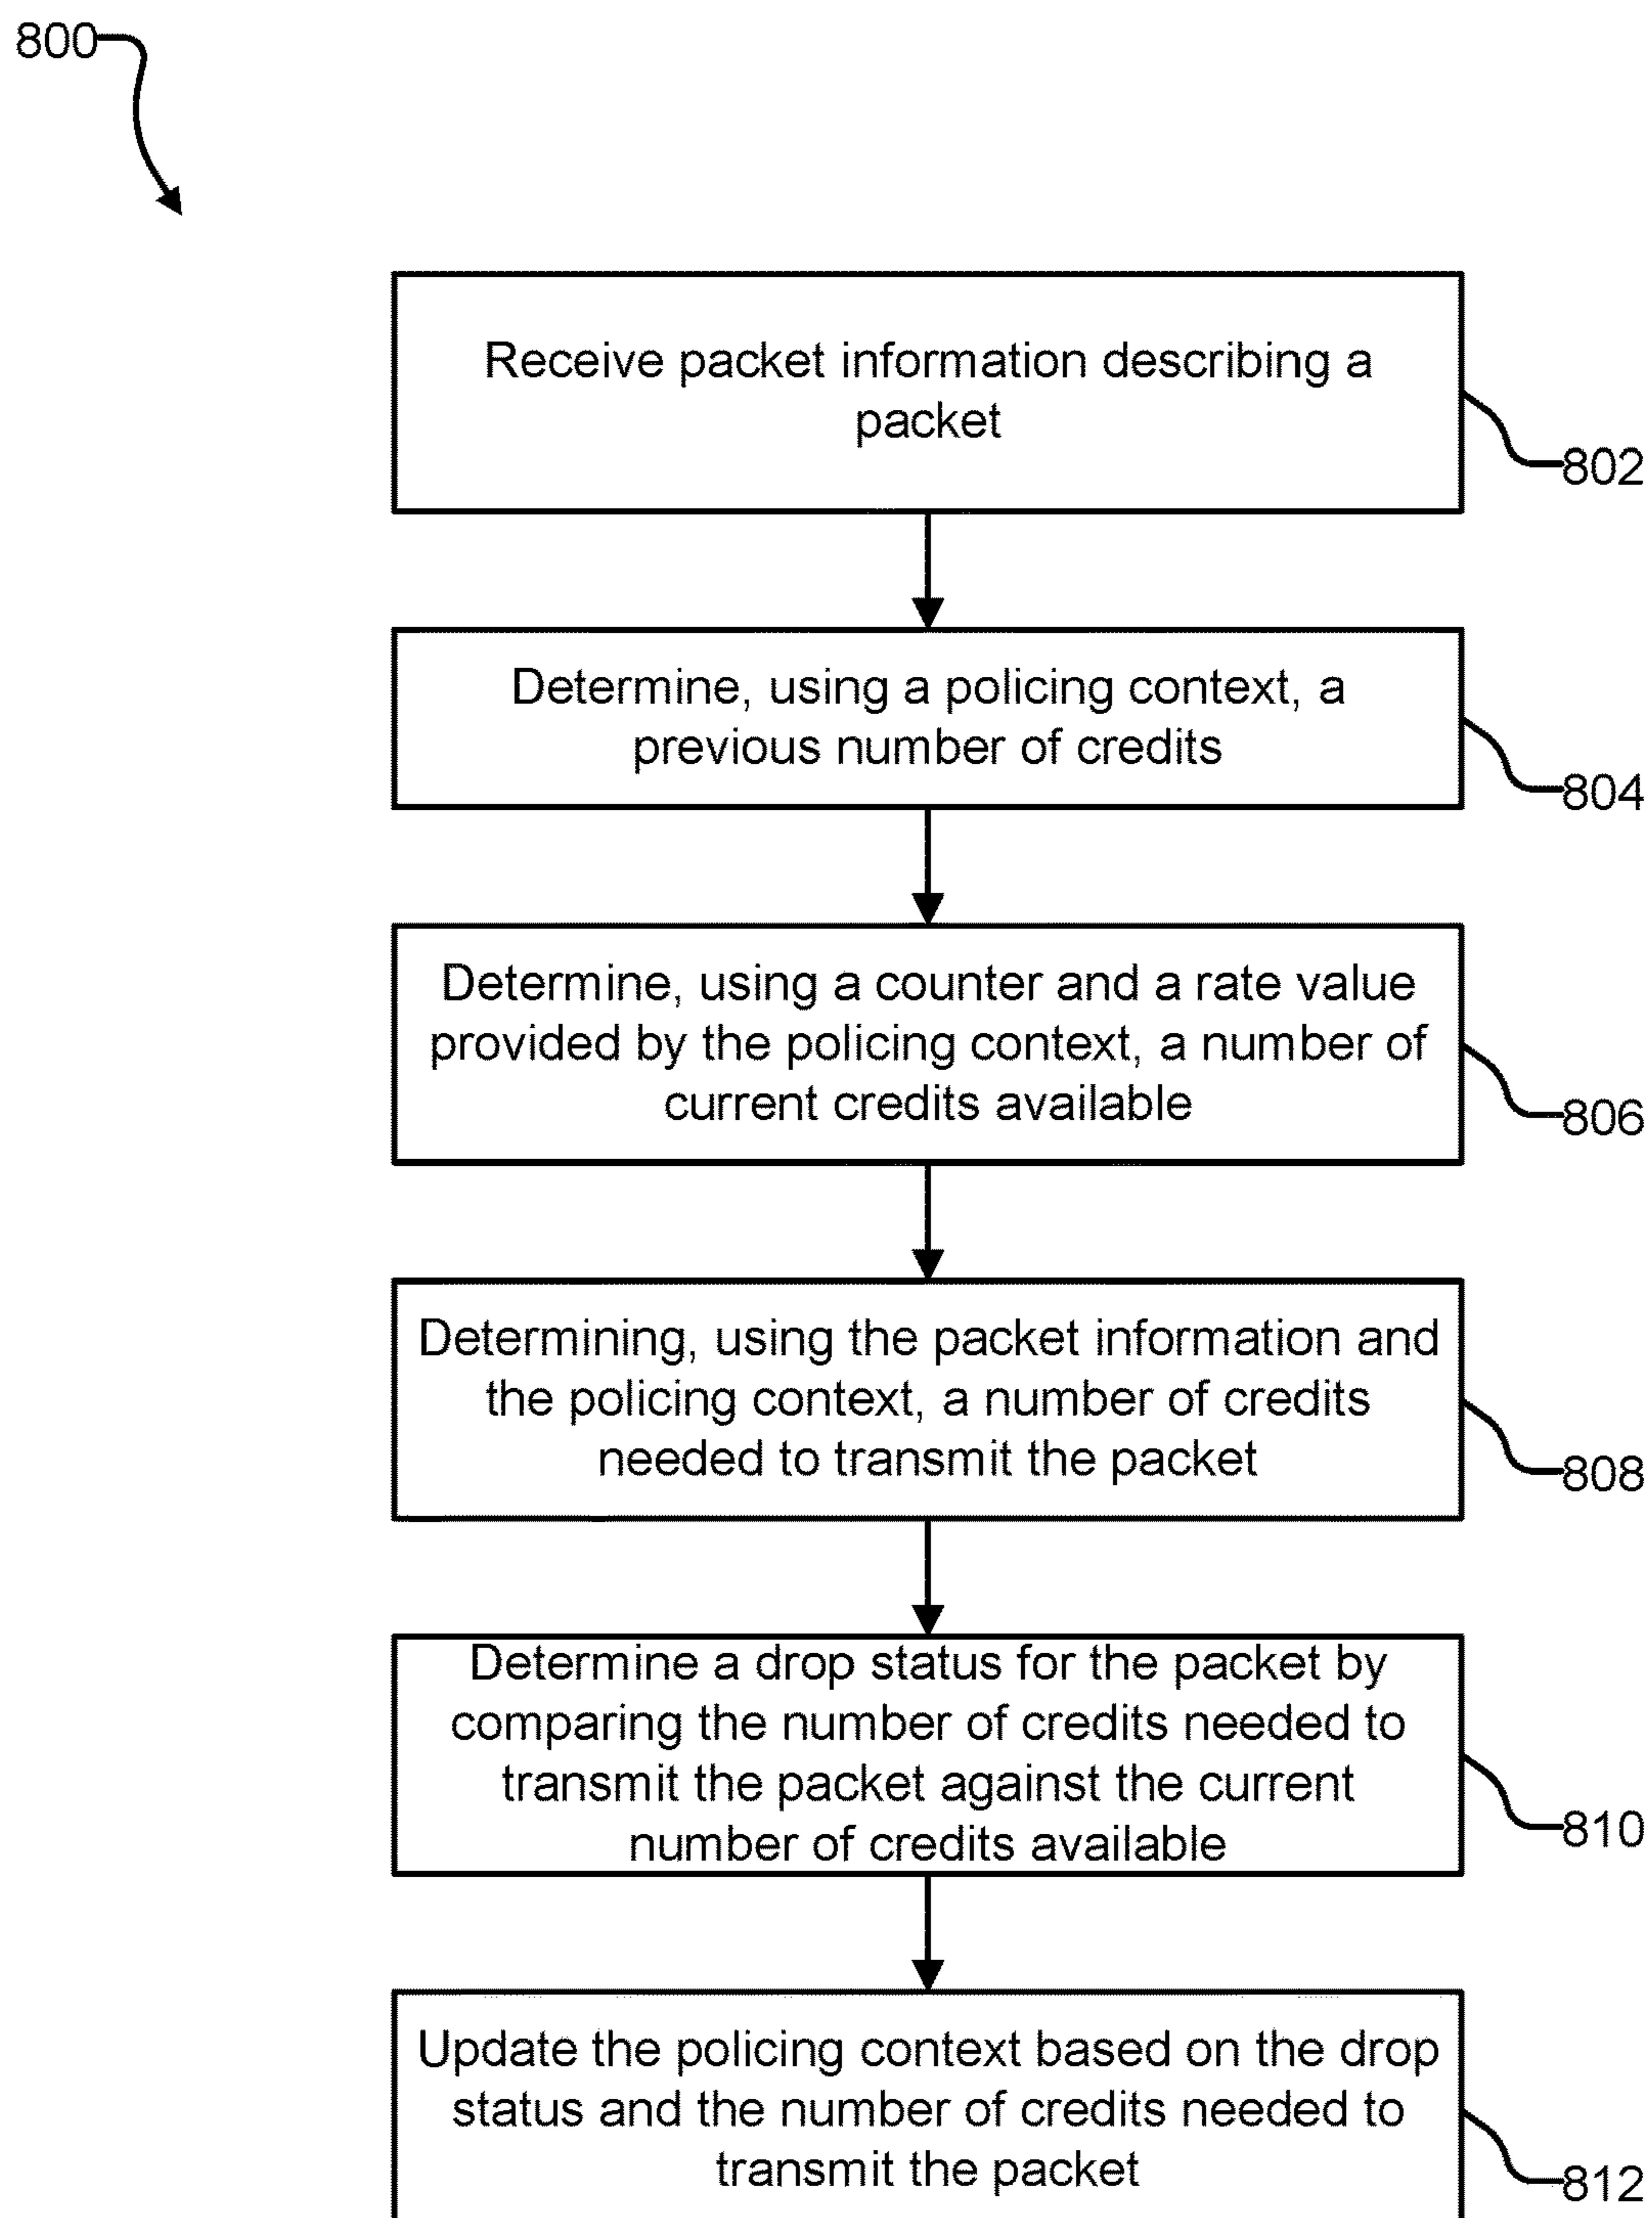 800
Receive packet information describing a
packet
802
Determine, using a policing context, a
previous number of credits
804
Determine, using a counter and a rate value
provided by the policing context, a number of
current credits available
806
Determining, using the packet information and
the policing context, a number of credits
needed to transmit the packet
808
Determine a drop status for the packet by
comparing the number of credits needed to
transmit the packet against the current
number of credits available
810
Update the policing context based on the drop
status and the number of credits needed to
transmit the packet
812